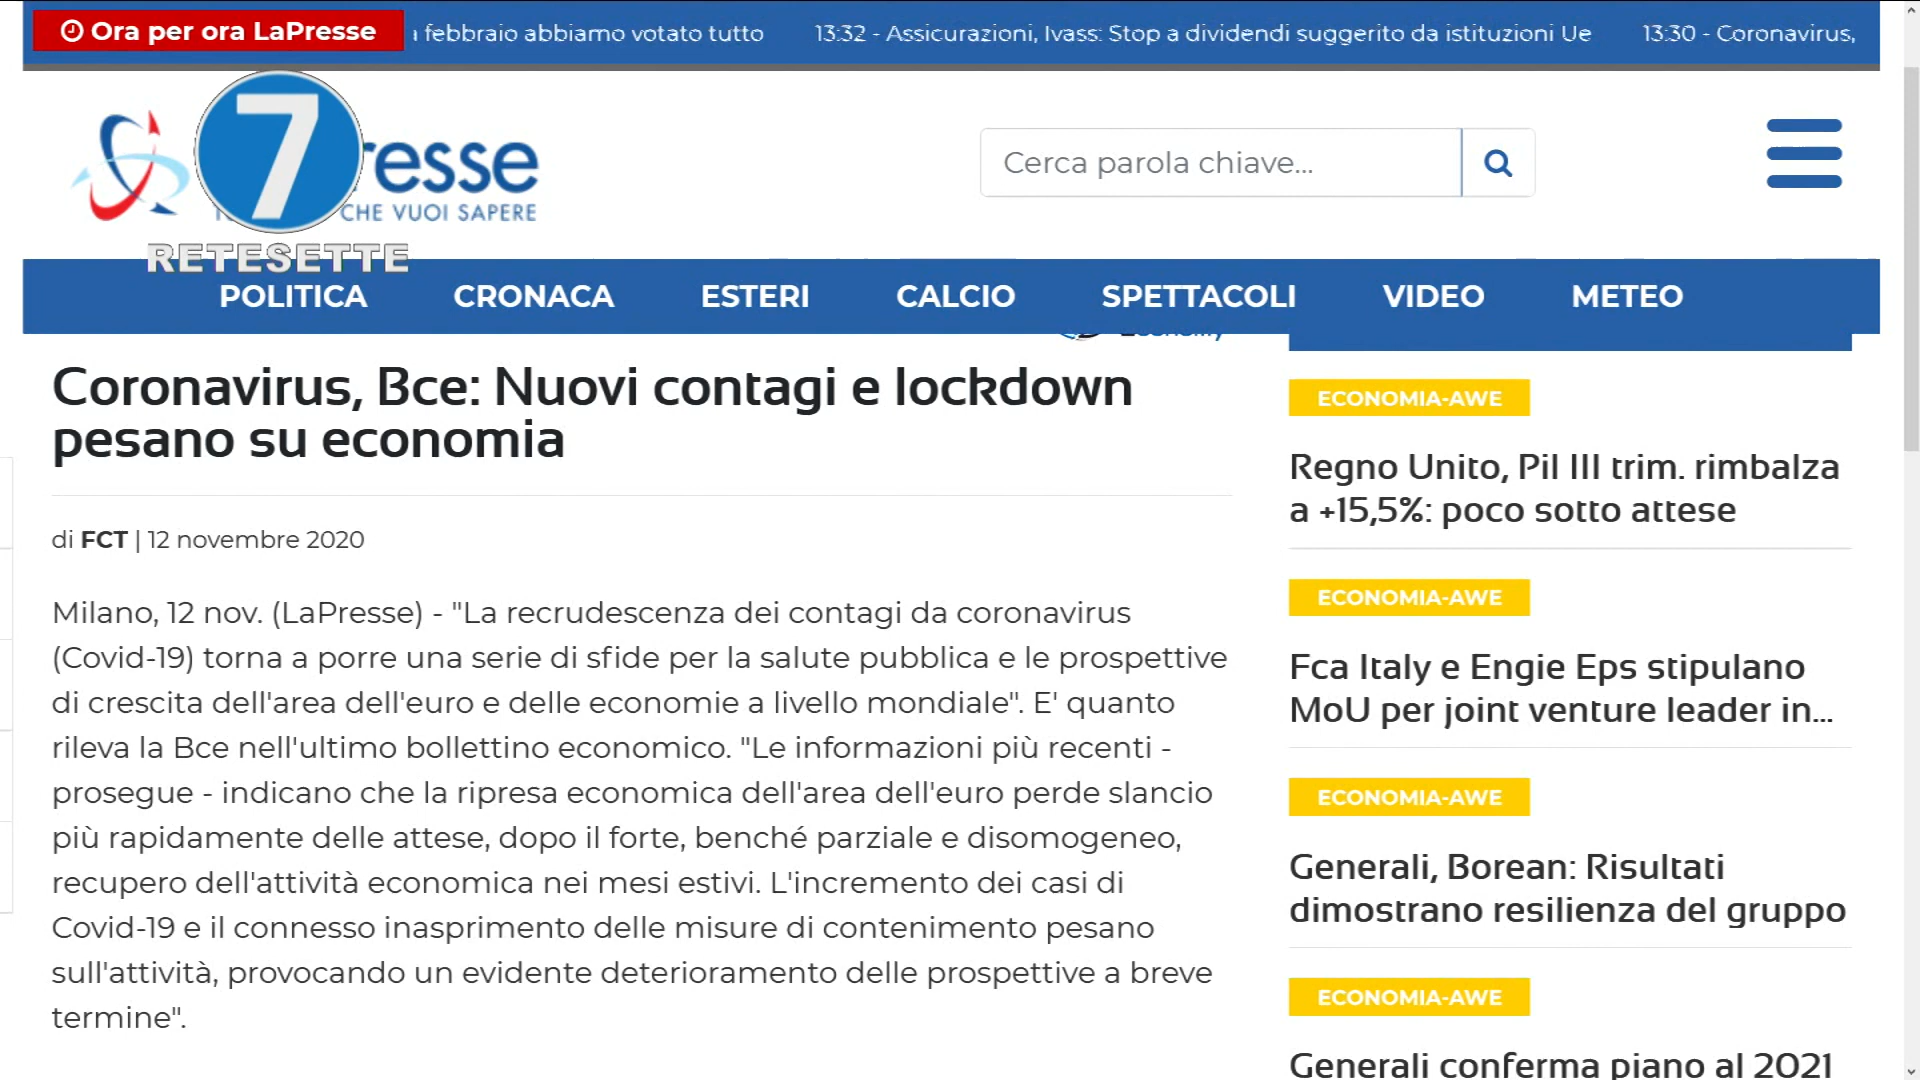 Ora per ora LaPresse
febbraio abbiamo votato tutto 13:32 - Assicurazioni, Ivass: Stop a dividendi suggerito da istituzioni Ue 13:30 - Coronavirus,
7
resse
CHE VUOI SAPERE
RETESETTE
Cerca parola chiave...
POLITICA CRONACA ESTERI CALCIO SPETTACOLI VIDEO METEO
Coronavirus, Bce: Nuovi contagi e lockdown
pesano su economia
di FCT | 12 novembre 2020
Milano, 12 nov. (LaPresse) - "La recrudescenza dei contagi da coronavirus
(Covid-19) torna a porre una serie di sfide per la salute pubblica e le prospettive
di crescita dell'area dell'euro e delle economie a livello mondiale". E' quanto
rileva la Bce nell'ultimo bollettino economico. "Le informazioni più recenti -
prosegue - indicano che la ripresa economica dell'area dell'euro perde slancio
più rapidamente delle attese, dopo il forte, benché parziale e disomogeneo,
recupero dell'attività economica nei mesi estivi. L'incremento dei casi di
Covid-19 e il connesso inasprimento delle misure di contenimento pesano
sull'attività, provocando un evidente deterioramento delle prospettive a breve
termine".
ECONOMIA-AWE
Regno Unito, Pil III trim. rimbalza
a +15,5%: poco sotto attese
ECONOMIA-AWE
Fca Italy e Engie Eps stipulano
MoU per joint venture leader in...
ECONOMIA-AWE
Generali, Borean: Risultati
dimostrano resilienza del gruppo
ECONOMIA-AWE
Generali conferma piano al 2021